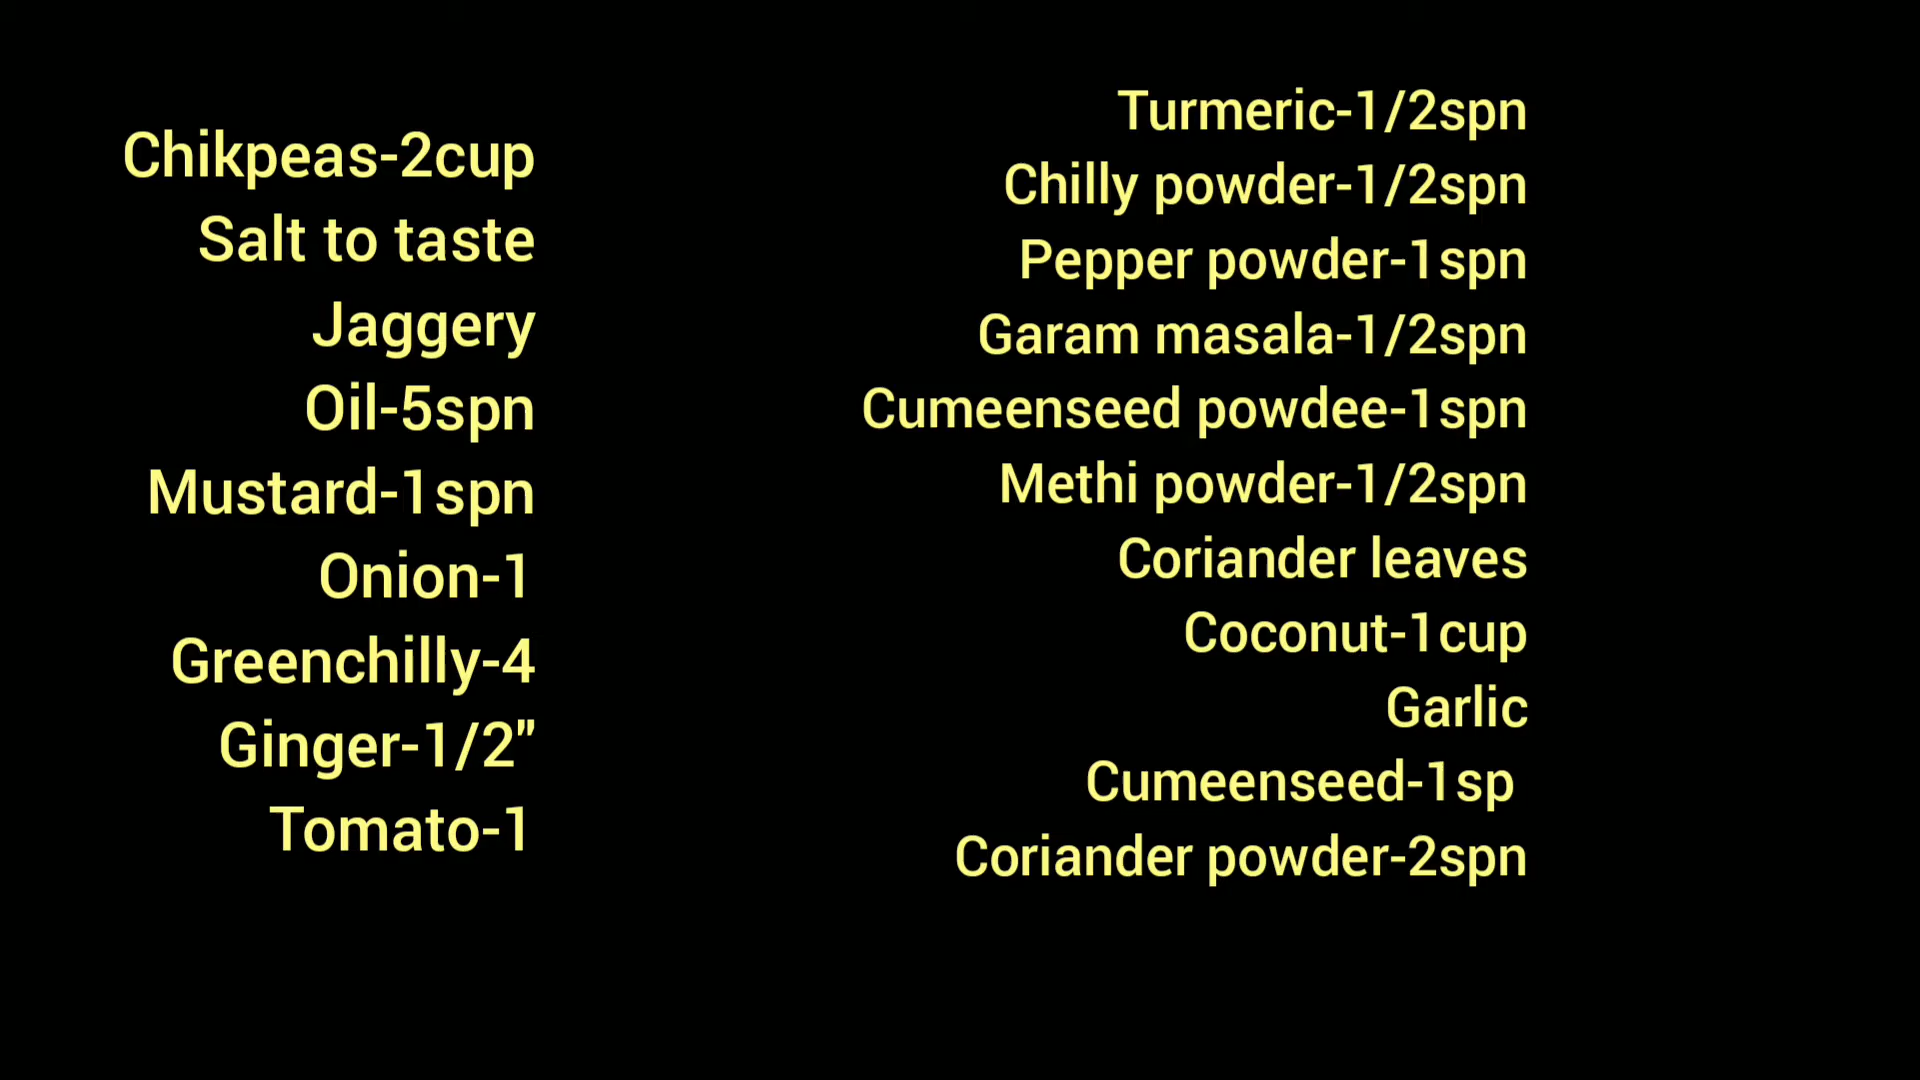 Chikpeas-2cup
Salt to taste
Jaggery
Oil-5spn
Mustard-1spn
Onion-1
Greenchilly-4
Ginger-1/2"
Tomato-1
Turmeric-1/2spn
Chilly powder-1/2spn
Pepper powder-1spn
Garam masala-1/2spn
Cumeenseed powdee-1spn
Methi powder-1/2spn
Coriander leaves
Coconut-1cup
Garlic
Cumeenseed-1sp
Coriander powder-2spn